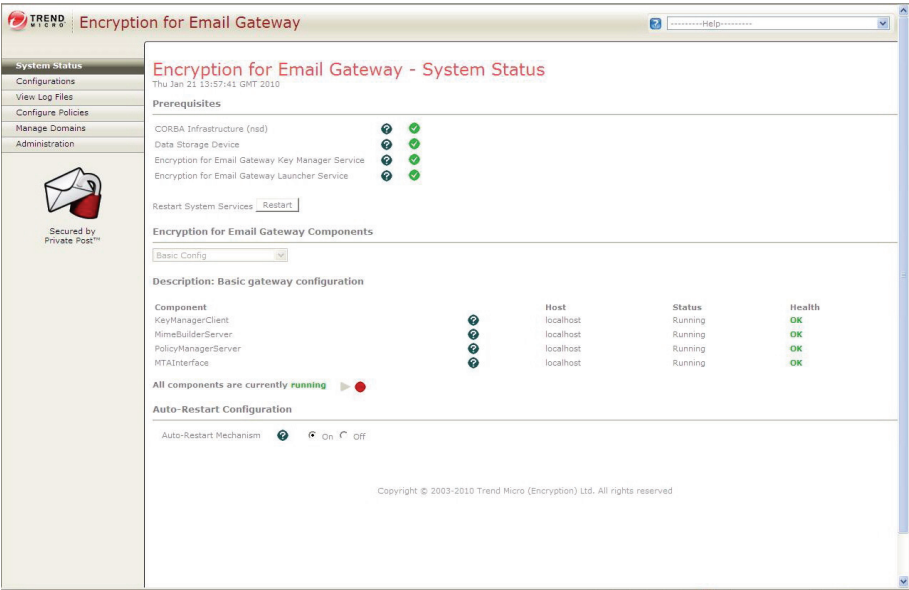 TREND MICRO Encryption for Email Gateway
---------Help---------
System Status
Configurations
View Log Files
Configure Policies
Manage Domains
Administration
Secured by
Private Post™
Encryption for Email Gateway - System Status
Thu Jan 21 13:57:41 GMT 2010
Prerequisites
CORBA Infrastructure (nsd)
Data Storage Device
Encryption for Email Gateway Key Manager Service
Encryption for Email Gateway Launcher Service
Restart System Services Restart
Encryption for Email Gateway Components
Basic Config
Description: Basic gateway configuration
Component Host Status Health
KeyManagerClient localhost Running OK
MimeBuilderServer localhost Running OK
PolicyManagerServer localhost Running OK
MTAInterface localhost Running OK
All components are currently running
Auto-Restart Configuration
Auto-Restart Mechanism On Off
Copyright © 2003-2010 Trend Micro (Encryption) Ltd. All rights reserved